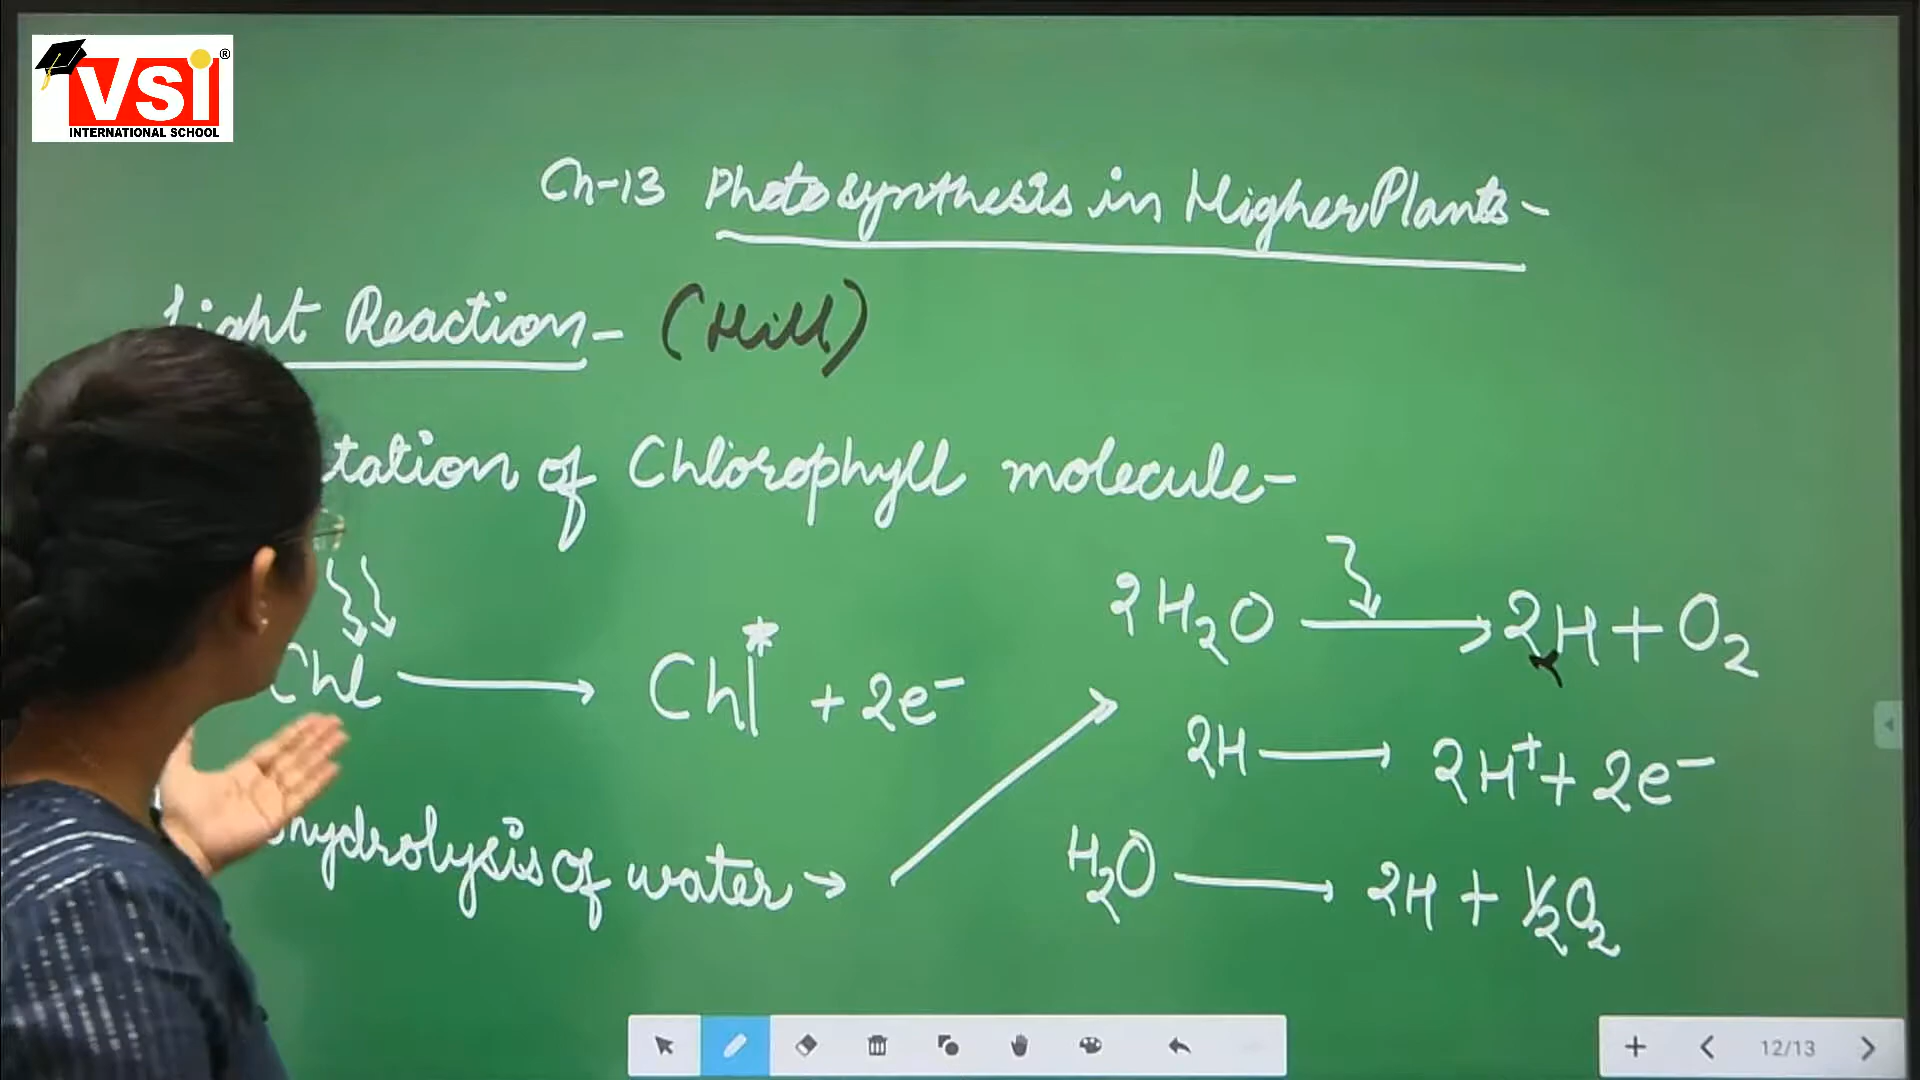 VSI ®
INTERNATIONAL SCHOOL
Ch-13 Photosynthesis in Higher Plants-
Light Reaction- (Hill)
tation of Chlorophyll molecule-
2H₂O → 2H + O₂
Chl → Chl* + 2e⁻
2H → 2H⁺ + 2e⁻
hydrolysis of water →
H₂O → 2H + ½O₂
12/13